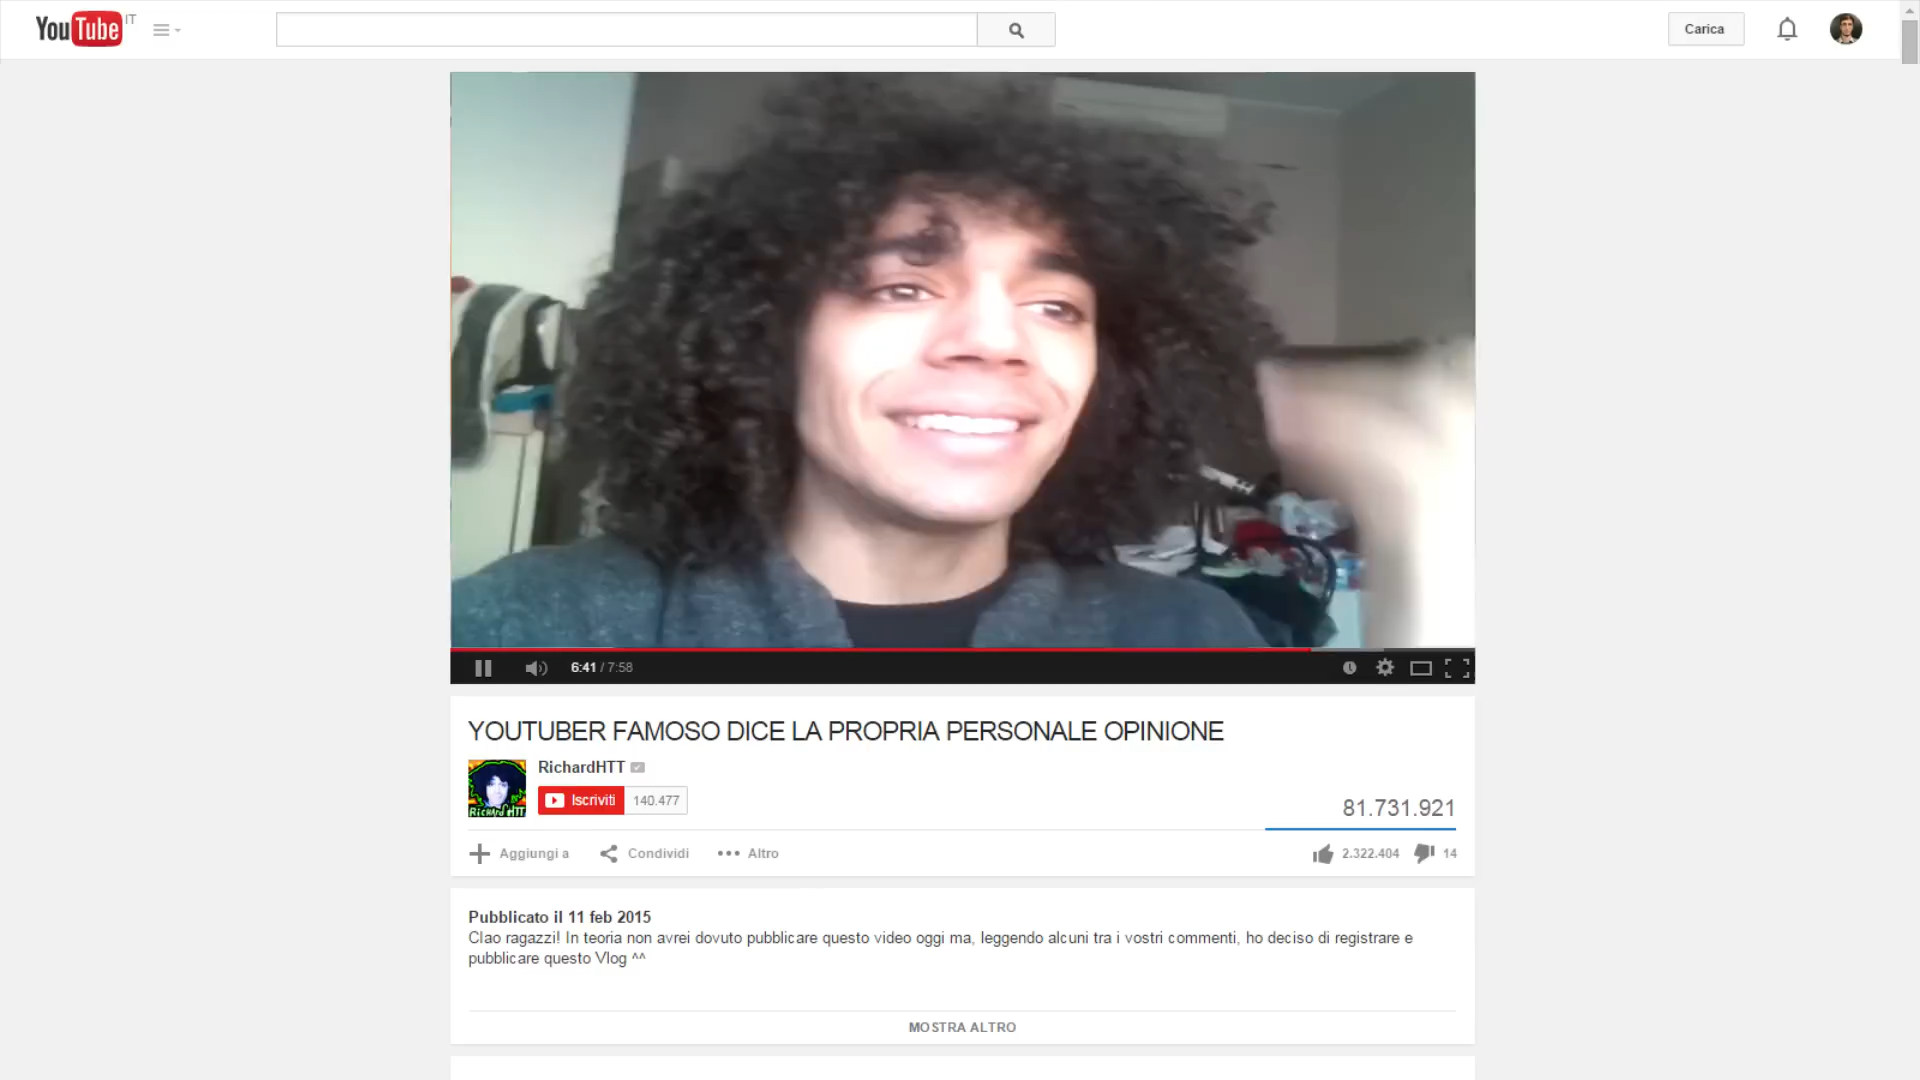 YouTube IT
Carica
6:41 / 7:58
YOUTUBER FAMOSO DICE LA PROPRIA PERSONALE OPINIONE
RichardHTT
RichardHTT
Iscriviti 140.477
81.731.921
Aggiungi a Condividi Altro 2.322.404 14
Pubblicato il 11 feb 2015
CIao ragazzi! In teoria non avrei dovuto pubblicare questo video oggi ma, leggendo alcuni tra i vostri commenti, ho deciso di registrare e
pubblicare questo Vlog ^^
MOSTRA ALTRO